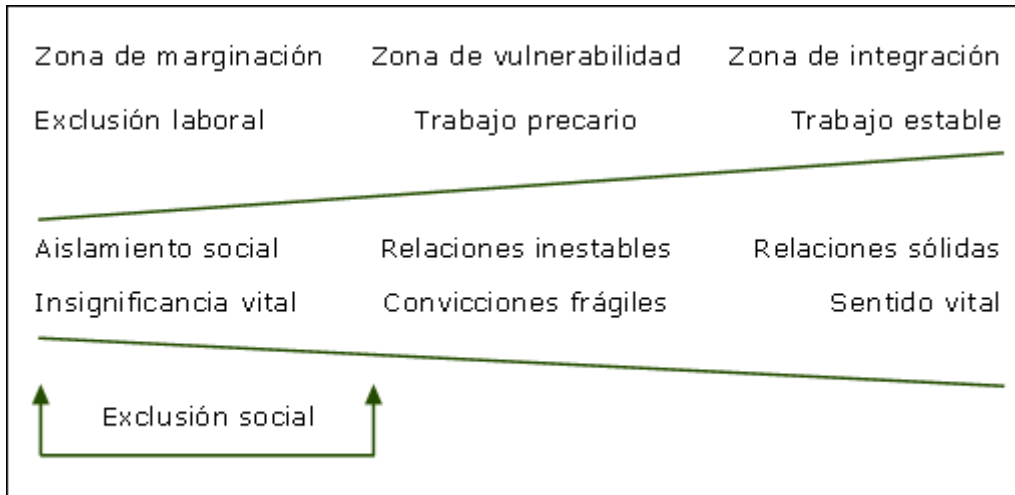 Zona de marginación Zona de vulnerabilidad Zona de integración
Exclusión laboral Trabajo precario Trabajo estable
Aislamiento social Relaciones inestables Relaciones sólidas
Insignificancia vital Convicciones frágiles Sentido vital
Exclusión social